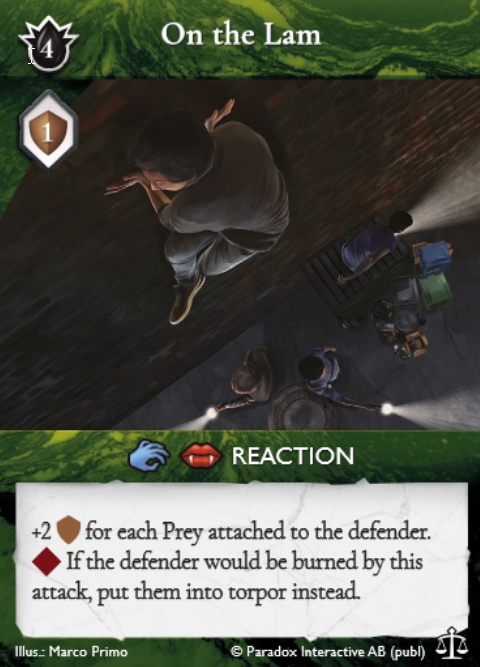 On the Lam
4
1
REACTION
+2 for each Prey attached to the defender.
If the defender would be burned by this
attack, put them into torpor instead.
Illus.: Marco Primo © Paradox Interactive AB (publ)